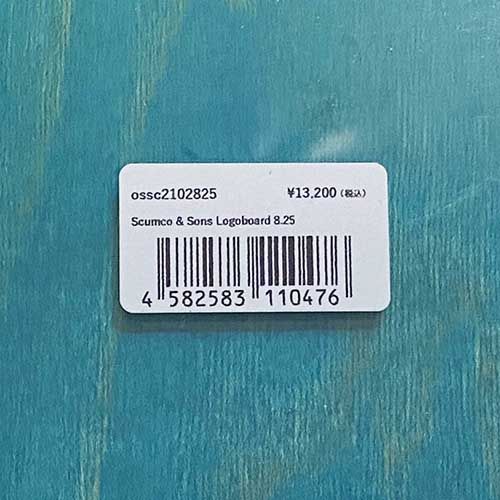 ossc2102825 ¥13,200 (税込)
Scumco & Sons Logoboard 8.25
4 582583 110476